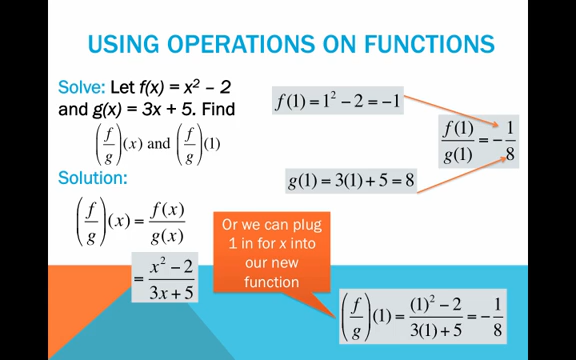 USING OPERATIONS ON FUNCTIONS
Solve: Let f(x) = x² – 2
and g(x) = 3x + 5. Find
(f/g)(x) and (f/g)(1)
Solution:
(f/g)(x) = f(x)/g(x)
= (x² − 2)/(3x + 5)
f(1) = 1² − 2 = −1
g(1) = 3(1) + 5 = 8
f(1)/g(1) = −1/8
Or we can plug
1 in for x into
our new
function
(f/g)(1) = ((1)² − 2)/(3(1) + 5) = −1/8